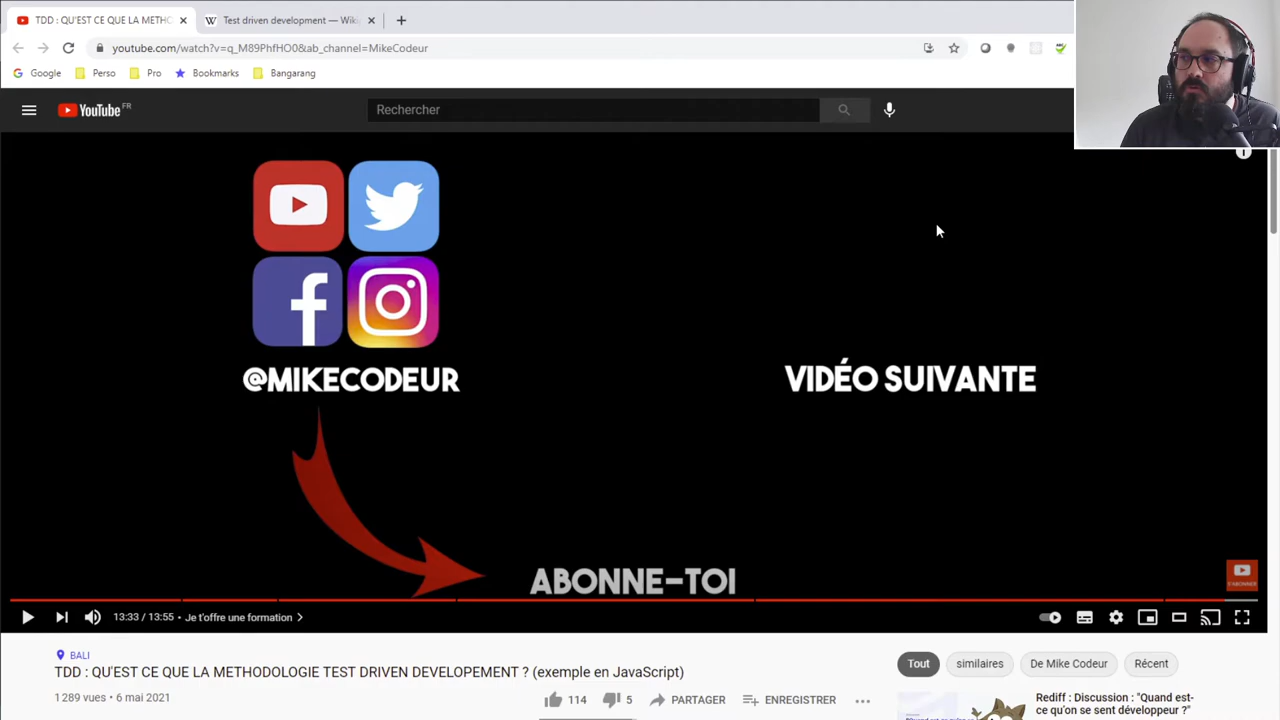 TDD : QU'EST CE QUE LA METHO
Test driven development — Wiki
youtube.com/watch?v=q_M89PhfHO0&ab_channel=MikeCodeur
Google
Perso
Pro
Bookmarks
Bangarang
YouTube FR
Rechercher
@MIKECODEUR
VIDÉO SUIVANTE
ABONNE-TOI
S'ABONNER
13:33 / 13:55 • Je t'offre une formation
BALI
TDD : QU'EST CE QUE LA METHODOLOGIE TEST DRIVEN DEVELOPEMENT ? (exemple en JavaScript)
1 289 vues • 6 mai 2021
114
5
PARTAGER
ENREGISTRER
Tout
similaires
De Mike Codeur
Récent
Rediff : Discussion : "Quand est-
ce qu'on se sent développeur ?"